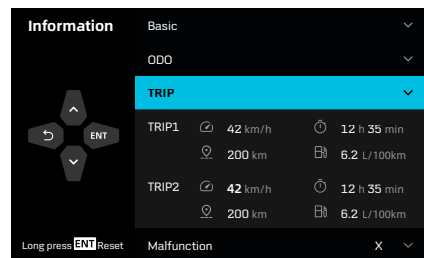 Information
Basic
ODO
TRIP
ENT
TRIP1 42 km/h 12 h 35 min
200 km 6.2 L/100km
TRIP2 42 km/h 12 h 35 min
200 km 6.2 L/100km
Long press ENT Reset
Malfunction X